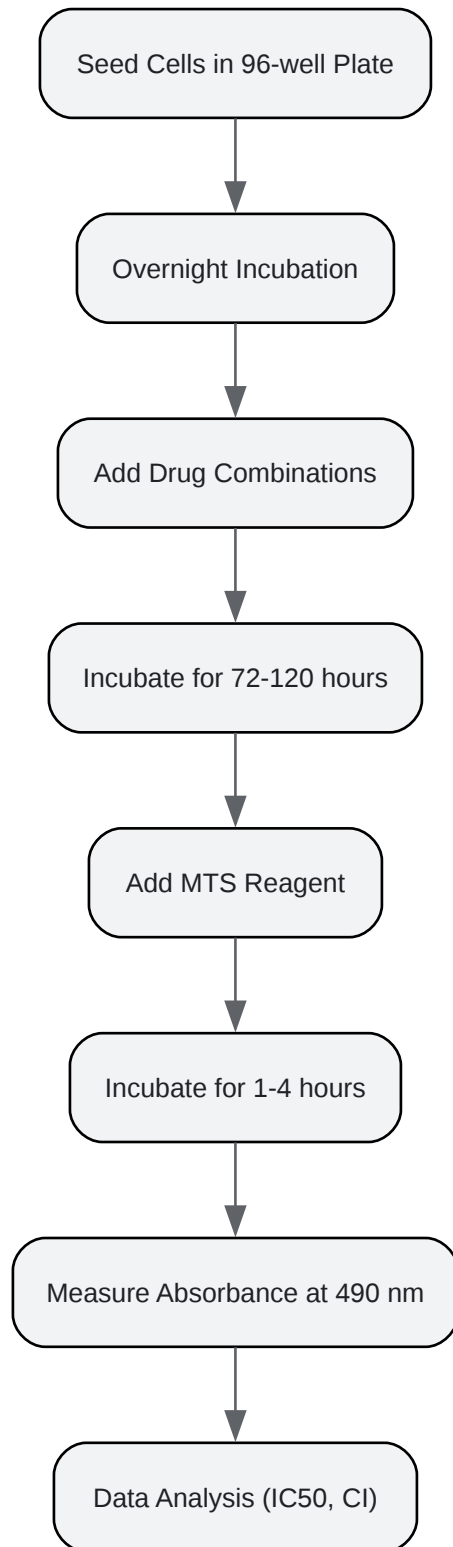 Seed Cells in 96-well Plate
Overnight Incubation
Add Drug Combinations
Incubate for 72-120 hours
Add MTS Reagent
Incubate for 1-4 hours
Measure Absorbance at 490 nm
Data Analysis (IC50, CI)